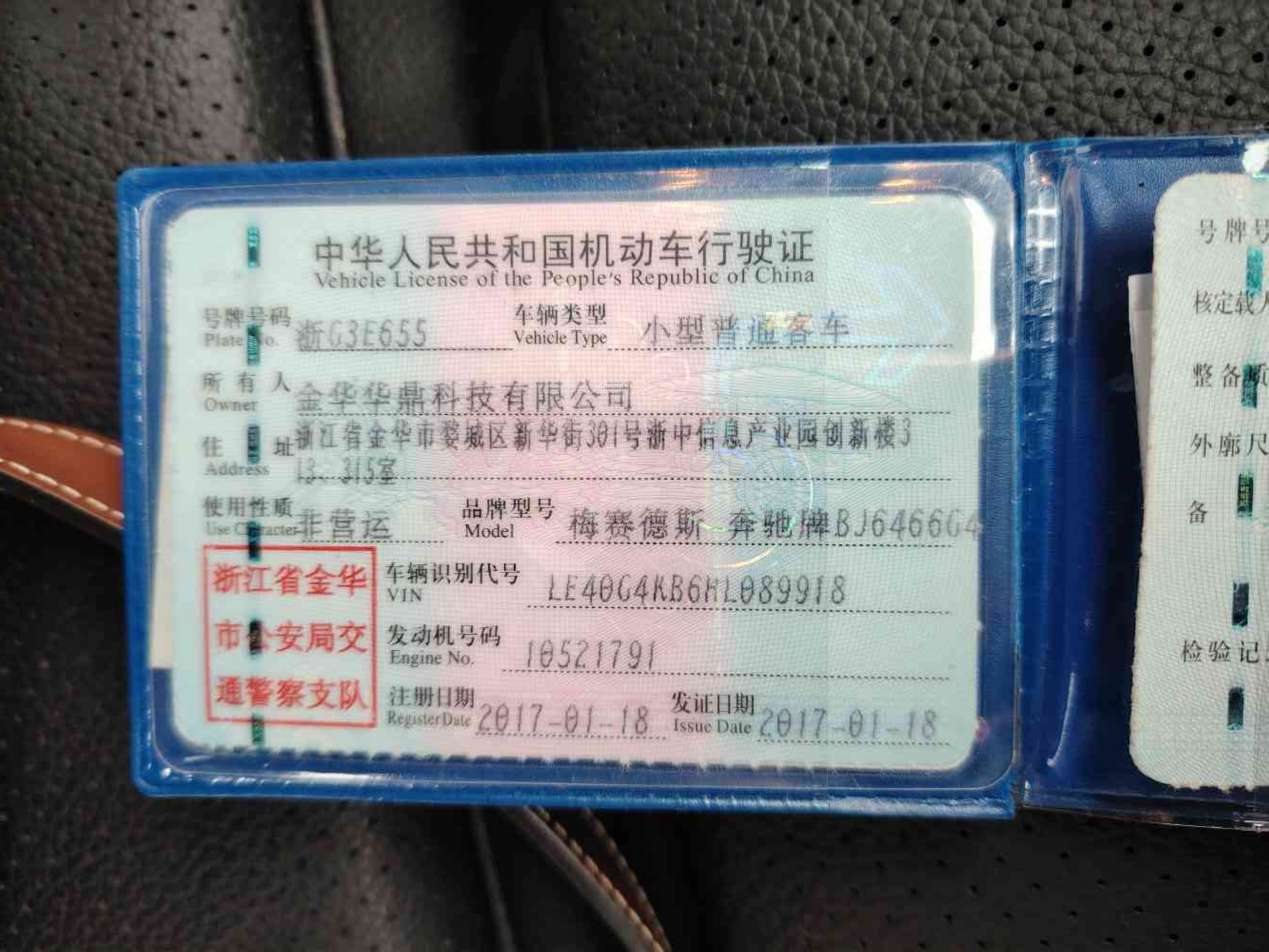 中华人民共和国机动车行驶证
Vehicle License of the People's Republic of China
号牌号码 浙G3E655 车辆类型 小型普通客车
Plate No. Vehicle Type
所有人 金华华鼎科技有限公司
Owner
住址 浙江省金华市婺城区新华街301号浙中信息产业园创新楼3
Address 13、315室
使用性质 非营运 品牌型号 梅赛德斯 奔驰牌BJ6466G4
Use Character Model
浙江省金华
市公安局交
通警察支队
车辆识别代号 LE40G4KB6HL089918
VIN
发动机号码 10521791
Engine No.
注册日期 2017-01-18 发证日期 2017-01-18
Register Date Issue Date
号牌号
核定载人
整备质
外廓尺
备
检验记